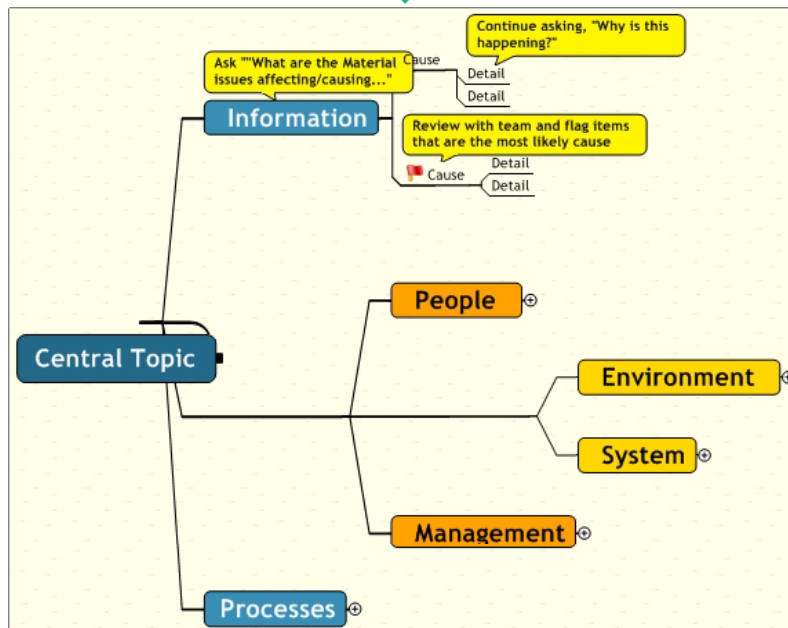 Continue asking, "Why is this
happening?"
Ask ""What are the Material
issues affecting/causing..."
Cause
Detail
Detail
Information
Review with team and flag items
that are the most likely cause
Detail
Cause
Detail
People
Central Topic
Environment
System
Management
Processes